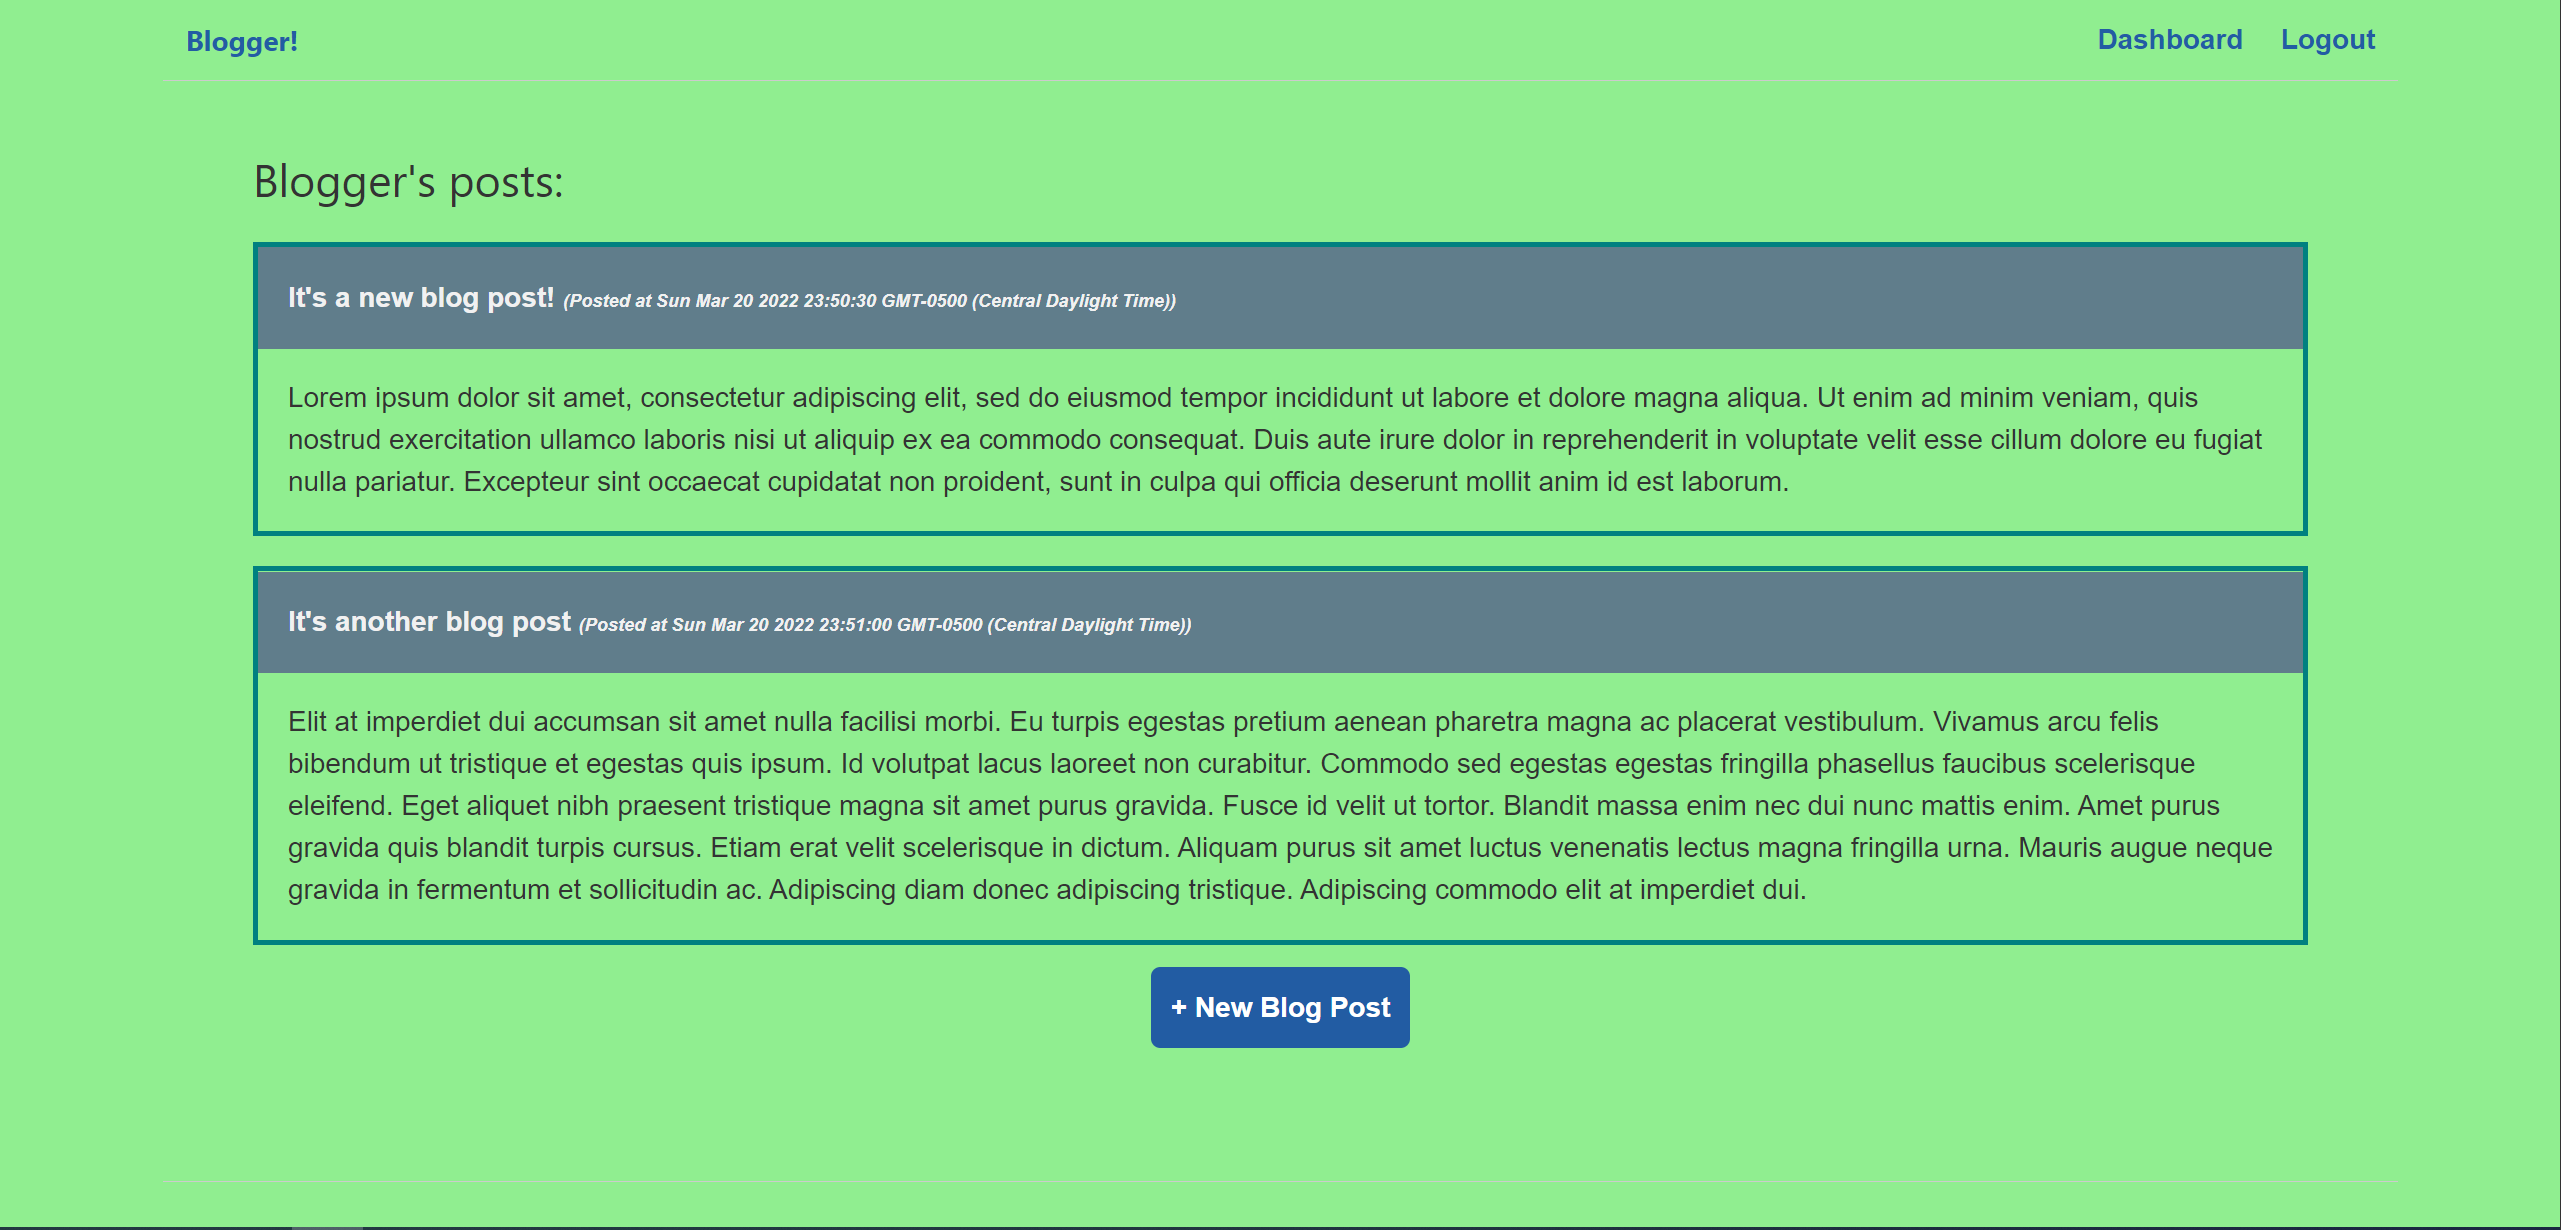 Blogger!
Dashboard Logout
Blogger's posts:
It's a new blog post! (Posted at Sun Mar 20 2022 23:50:30 GMT-0500 (Central Daylight Time))
Lorem ipsum dolor sit amet, consectetur adipiscing elit, sed do eiusmod tempor incididunt ut labore et dolore magna aliqua. Ut enim ad minim veniam, quis
nostrud exercitation ullamco laboris nisi ut aliquip ex ea commodo consequat. Duis aute irure dolor in reprehenderit in voluptate velit esse cillum dolore eu fugiat
nulla pariatur. Excepteur sint occaecat cupidatat non proident, sunt in culpa qui officia deserunt mollit anim id est laborum.
It's another blog post (Posted at Sun Mar 20 2022 23:51:00 GMT-0500 (Central Daylight Time))
Elit at imperdiet dui accumsan sit amet nulla facilisi morbi. Eu turpis egestas pretium aenean pharetra magna ac placerat vestibulum. Vivamus arcu felis
bibendum ut tristique et egestas quis ipsum. Id volutpat lacus laoreet non curabitur. Commodo sed egestas egestas fringilla phasellus faucibus scelerisque
eleifend. Eget aliquet nibh praesent tristique magna sit amet purus gravida. Fusce id velit ut tortor. Blandit massa enim nec dui nunc mattis enim. Amet purus
gravida quis blandit turpis cursus. Etiam erat velit scelerisque in dictum. Aliquam purus sit amet luctus venenatis lectus magna fringilla urna. Mauris augue neque
gravida in fermentum et sollicitudin ac. Adipiscing diam donec adipiscing tristique. Adipiscing commodo elit at imperdiet dui.
+ New Blog Post